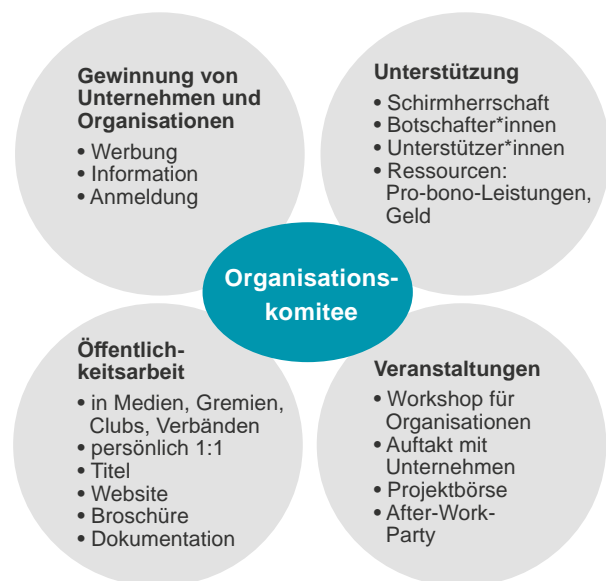 Gewinnung von
Unternehmen und
Organisationen
• Werbung
• Information
• Anmeldung
Unterstützung
• Schirmherrschaft
• Botschafter*innen
• Unterstützer*innen
• Ressourcen:
Pro-bono-Leistungen,
Geld
Organisations-
komitee
Öffentlich-
keitsarbeit
• in Medien, Gremien,
Clubs, Verbänden
• persönlich 1:1
• Titel
• Website
• Broschüre
• Dokumentation
Veranstaltungen
• Workshop für
Organisationen
• Auftakt mit
Unternehmen
• Projektbörse
• After-Work-
Party